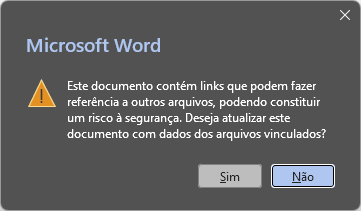 Microsoft Word
Este documento contém links que podem fazer
referência a outros arquivos, podendo constituir
um risco à segurança. Deseja atualizar este
documento com dados dos arquivos vinculados?
Sim
Não